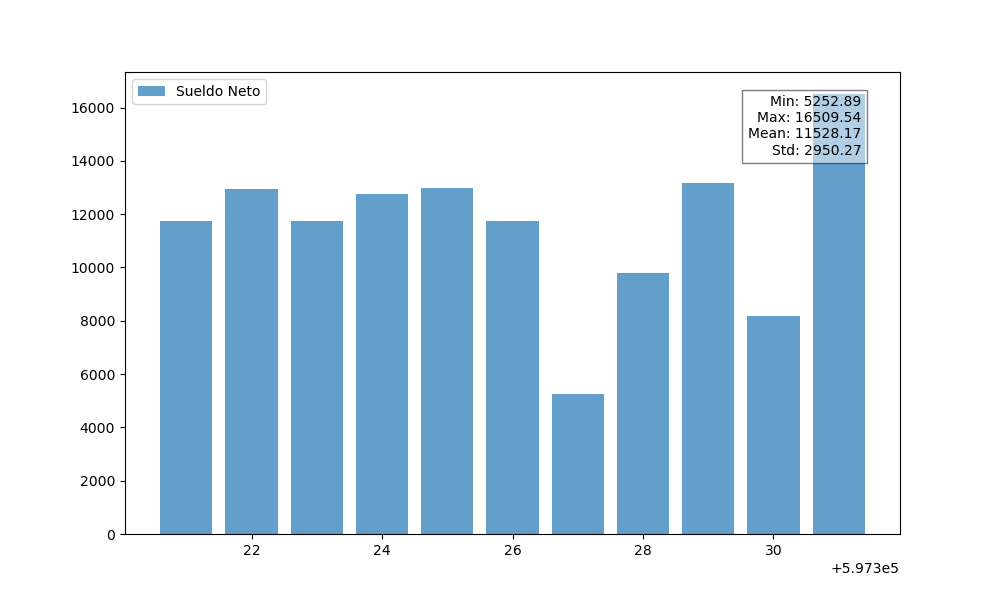 Sueldo Neto
Min: 5252.89
Max: 16509.54
Mean: 11528.17
Std: 2950.27
16000
14000
12000
10000
8000
6000
4000
2000
0
22 24 26 28 30
+5.973e5